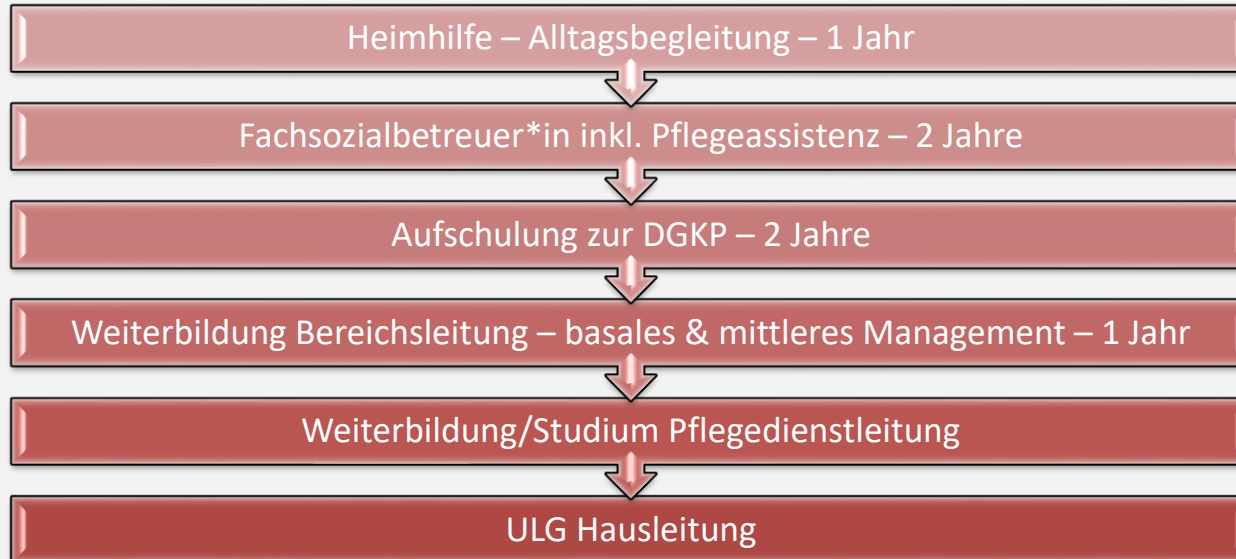 Heimhilfe – Alltagsbegleitung – 1 Jahr
Fachsozialbetreuer*in inkl. Pflegeassistenz – 2 Jahre
Aufschulung zur DGKP – 2 Jahre
Weiterbildung Bereichsleitung – basales & mittleres Management – 1 Jahr
Weiterbildung/Studium Pflegedienstleitung
ULG Hausleitung